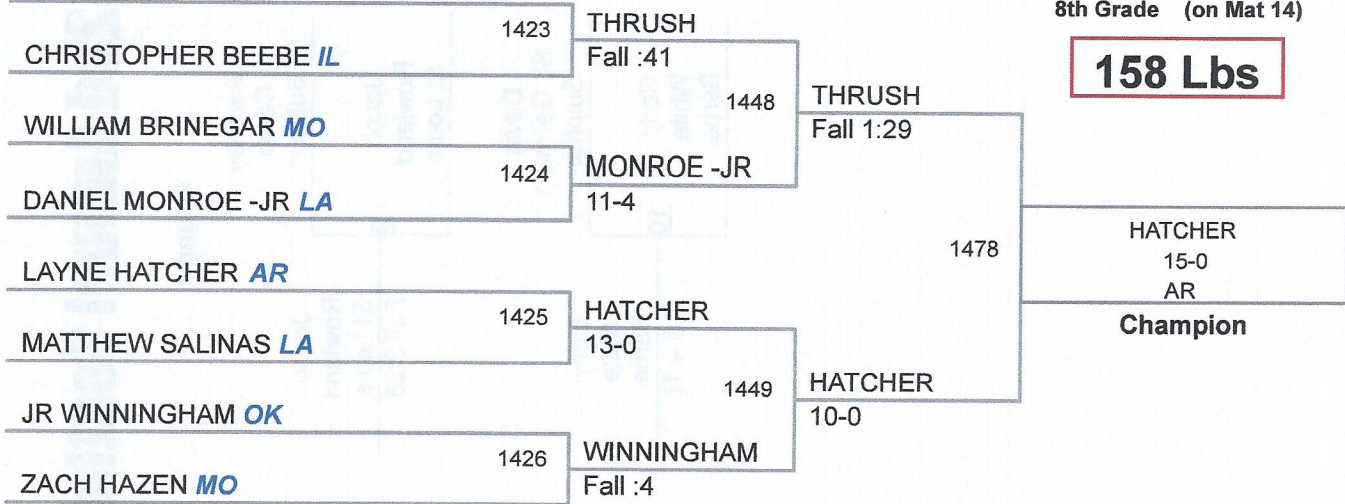 8th Grade (on Mat 14)
158 Lbs
1423
THRUSH
CHRISTOPHER BEEBE IL
Fall :41
1448
THRUSH
WILLIAM BRINEGAR MO
Fall 1:29
1424
MONROE -JR
DANIEL MONROE -JR LA
11-4
1478
HATCHER
15-0
AR
Champion
LAYNE HATCHER AR
1425
HATCHER
MATTHEW SALINAS LA
13-0
1449
HATCHER
JR WINNINGHAM OK
10-0
1426
WINNINGHAM
ZACH HAZEN MO
Fall :4